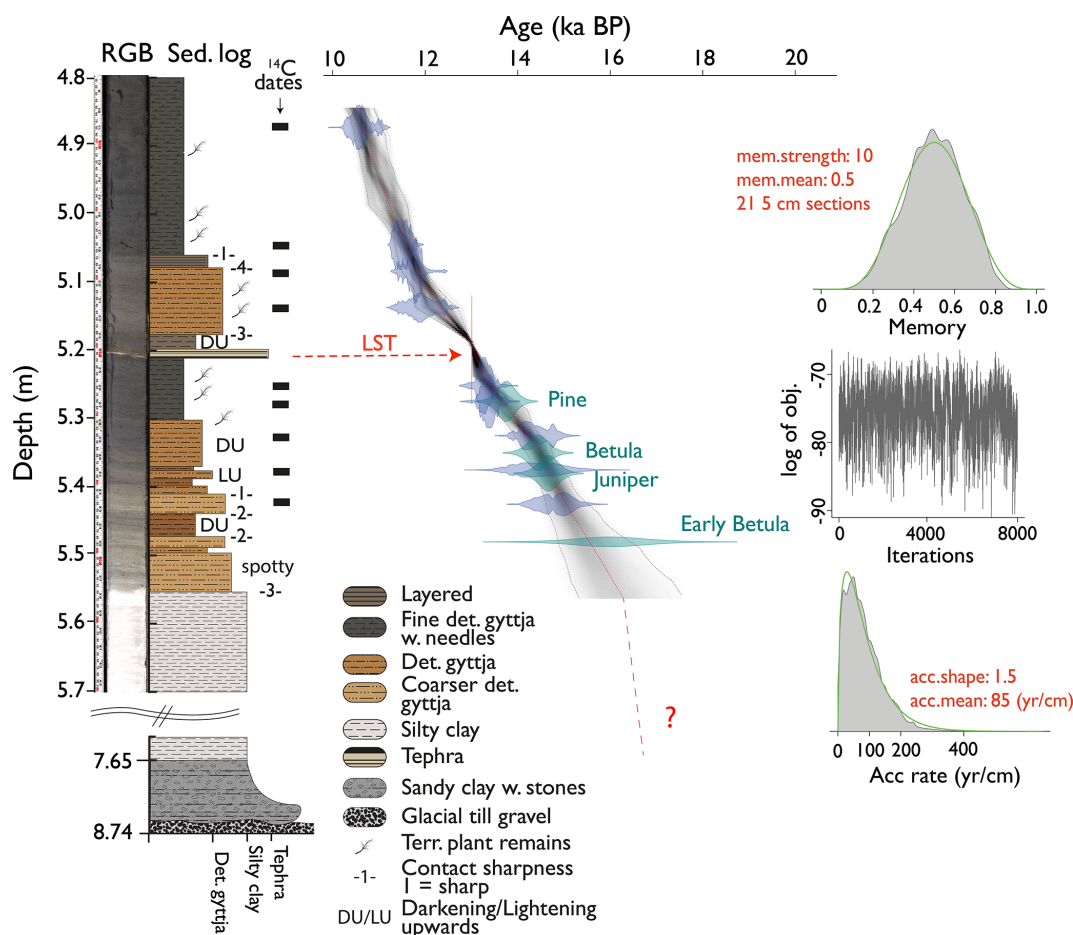 Age (ka BP)
RGB Sed. log
10 12 14 16 18 20
14C
dates
4.8
4.9
5.0
5.1
5.2
5.3
5.4
5.5
5.6
5.7
7.65
8.74
Depth (m)
-1-
-4-
-3-
DU
DU
LU
-1-
-2-
DU
-2-
spotty
-3-
LST
Pine
Betula
Juniper
Early Betula
?
Layered
Fine det. gyttja
w. needles
Det. gyttja
Coarser det.
gyttja
Silty clay
Tephra
Sandy clay w. stones
Glacial till gravel
Terr. plant remains
-1- Contact sharpness
1 = sharp
DU/LU Darkening/Lightening
upwards
Det. gyttja
Silty clay
Tephra
mem.strength: 10
mem.mean: 0.5
21 5 cm sections
0 0.2 0.4 0.6 0.8 1.0
Memory
log of obj.
-70
-80
-90
0 4000 8000
Iterations
acc.shape: 1.5
acc.mean: 85 (yr/cm)
0 100 200 400
Acc rate (yr/cm)